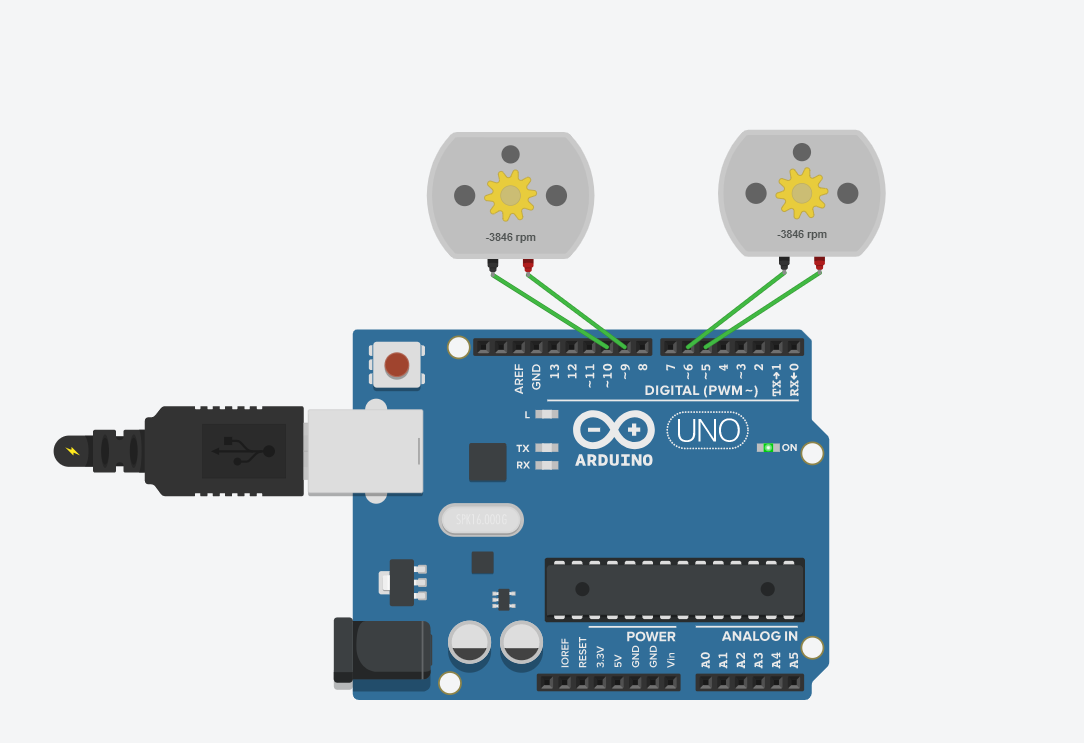 -3846 rpm
-3846 rpm
AREF
GND
13
12
~11
~10
~9
8
7
~6
~5
4
~3
2
TX→1
RX←0
DIGITAL (PWM~)
L
TX
RX
ARDUINO
UNO
ON
SPK16.000G
POWER
ANALOG IN
IOREF
RESET
3.3V
5V
GND
GND
Vin
A0
A1
A2
A3
A4
A5